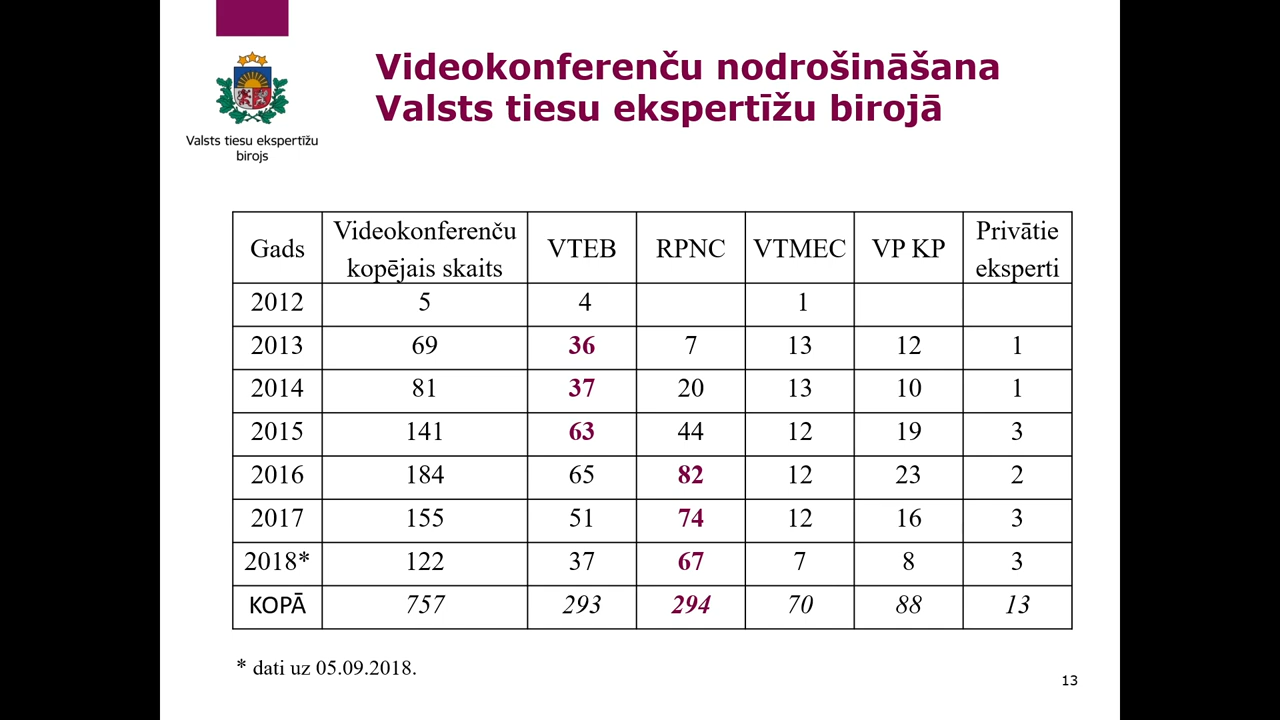 Videokonferenču nodrošināšana
Valsts tiesu ekspertīžu birojā
Valsts tiesu ekspertīžu
birojs
Gads Videokonferenču kopējais skaits VTEB RPNC VTMEC VP KP Privātie eksperti
2012 5 4 1
2013 69 36 7 13 12 1
2014 81 37 20 13 10 1
2015 141 63 44 12 19 3
2016 184 65 82 12 23 2
2017 155 51 74 12 16 3
2018* 122 37 67 7 8 3
KOPĀ 757 293 294 70 88 13
* dati uz 05.09.2018.
13